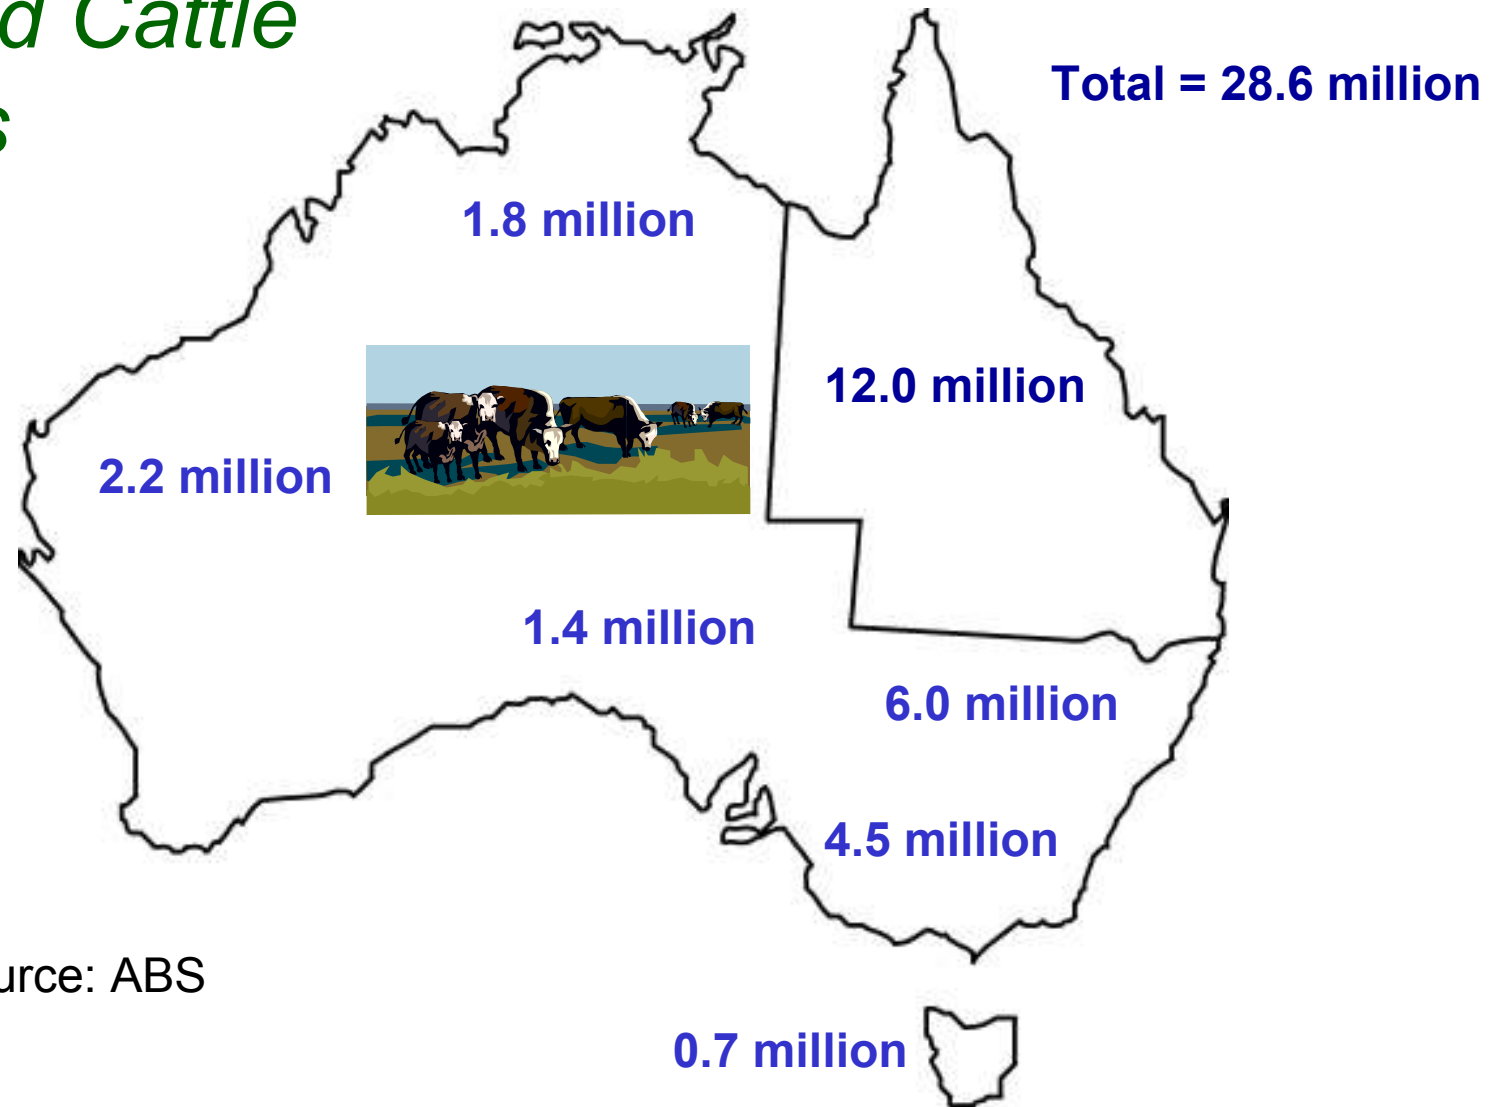 d Cattle
s
Total = 28.6 million
1.8 million
12.0 million
2.2 million
1.4 million
6.0 million
4.5 million
urce: ABS
0.7 million